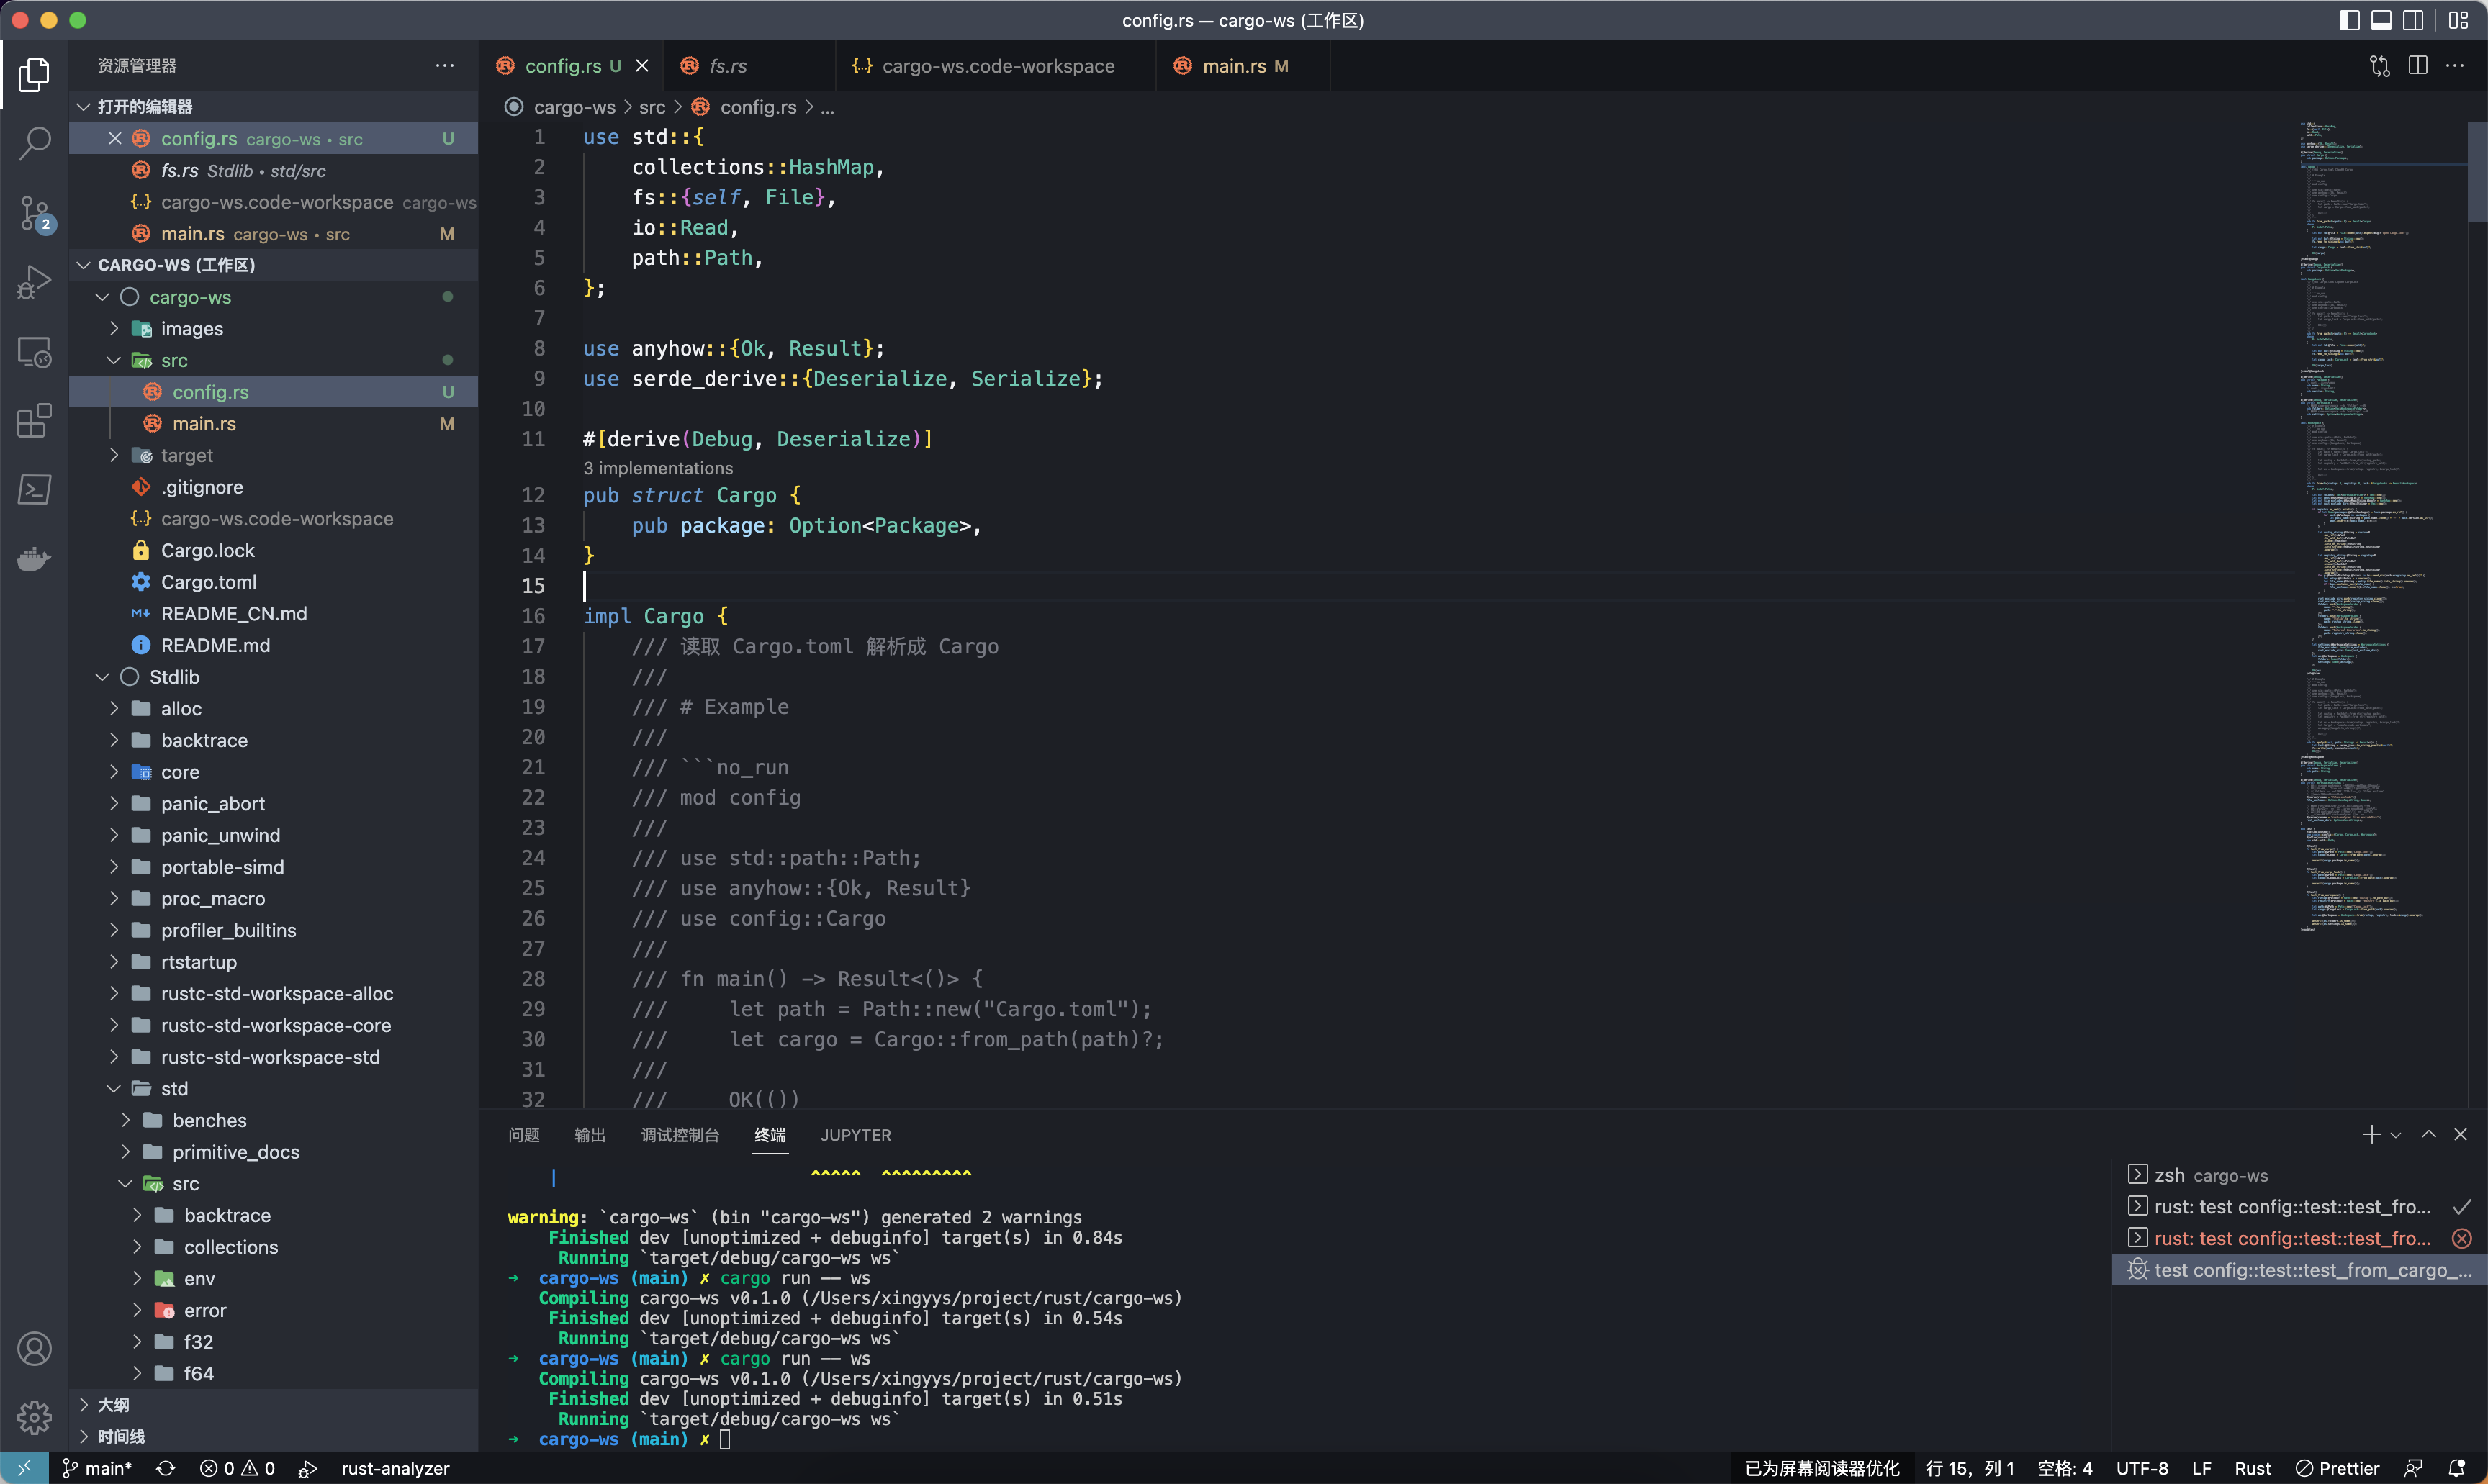 config.rs — cargo-ws (工作区)
资源管理器
打开的编辑器
config.rs cargo-ws • src U
fs.rs Stdlib • std/src
cargo-ws.code-workspace cargo-ws
main.rs cargo-ws • src M
CARGO-WS (工作区)
cargo-ws
images
src
config.rs U
main.rs M
target
.gitignore
cargo-ws.code-workspace
Cargo.lock
Cargo.toml
README_CN.md
README.md
Stdlib
alloc
backtrace
core
panic_abort
panic_unwind
portable-simd
proc_macro
profiler_builtins
rtstartup
rustc-std-workspace-alloc
rustc-std-workspace-core
rustc-std-workspace-std
std
benches
primitive_docs
src
backtrace
collections
env
error
f32
f64
大纲
时间线
2
config.rs U
fs.rs
cargo-ws.code-workspace
main.rs M
cargo-ws > src > config.rs > ...
1 use std::{
2 collections::HashMap,
3 fs::{self, File},
4 io::Read,
5 path::Path,
6 };
7
8 use anyhow::{Ok, Result};
9 use serde_derive::{Deserialize, Serialize};
10
11 #[derive(Debug, Deserialize)]
3 implementations
12 pub struct Cargo {
13 pub package: Option<Package>,
14 }
15
16 impl Cargo {
17 /// 读取 Cargo.toml 解析成 Cargo
18 ///
19 /// # Example
20 ///
21 /// ```no_run
22 /// mod config
23 ///
24 /// use std::path::Path;
25 /// use anyhow::{Ok, Result}
26 /// use config::Cargo
27 ///
28 /// fn main() -> Result<()> {
29 /// let path = Path::new("Cargo.toml");
30 /// let cargo = Cargo::from_path(path)?;
31 ///
32 /// OK(())
问题 输出 调试控制台 终端 JUPYTER
| ^^^^^ ^^^^^^^^^
warning: `cargo-ws` (bin "cargo-ws") generated 2 warnings
Finished dev [unoptimized + debuginfo] target(s) in 0.84s
Running `target/debug/cargo-ws ws`
➜ cargo-ws (main) ✗ cargo run -- ws
Compiling cargo-ws v0.1.0 (/Users/xingyys/project/rust/cargo-ws)
Finished dev [unoptimized + debuginfo] target(s) in 0.54s
Running `target/debug/cargo-ws ws`
➜ cargo-ws (main) ✗ cargo run -- ws
Compiling cargo-ws v0.1.0 (/Users/xingyys/project/rust/cargo-ws)
Finished dev [unoptimized + debuginfo] target(s) in 0.51s
Running `target/debug/cargo-ws ws`
➜ cargo-ws (main) ✗
zsh cargo-ws
rust: test config::test::test_fro...
rust: test config::test::test_fro...
test config::test::test_from_cargo_...
main* 0 0 rust-analyzer 已为屏幕阅读器优化 行 15, 列 1 空格: 4 UTF-8 LF Rust Prettier